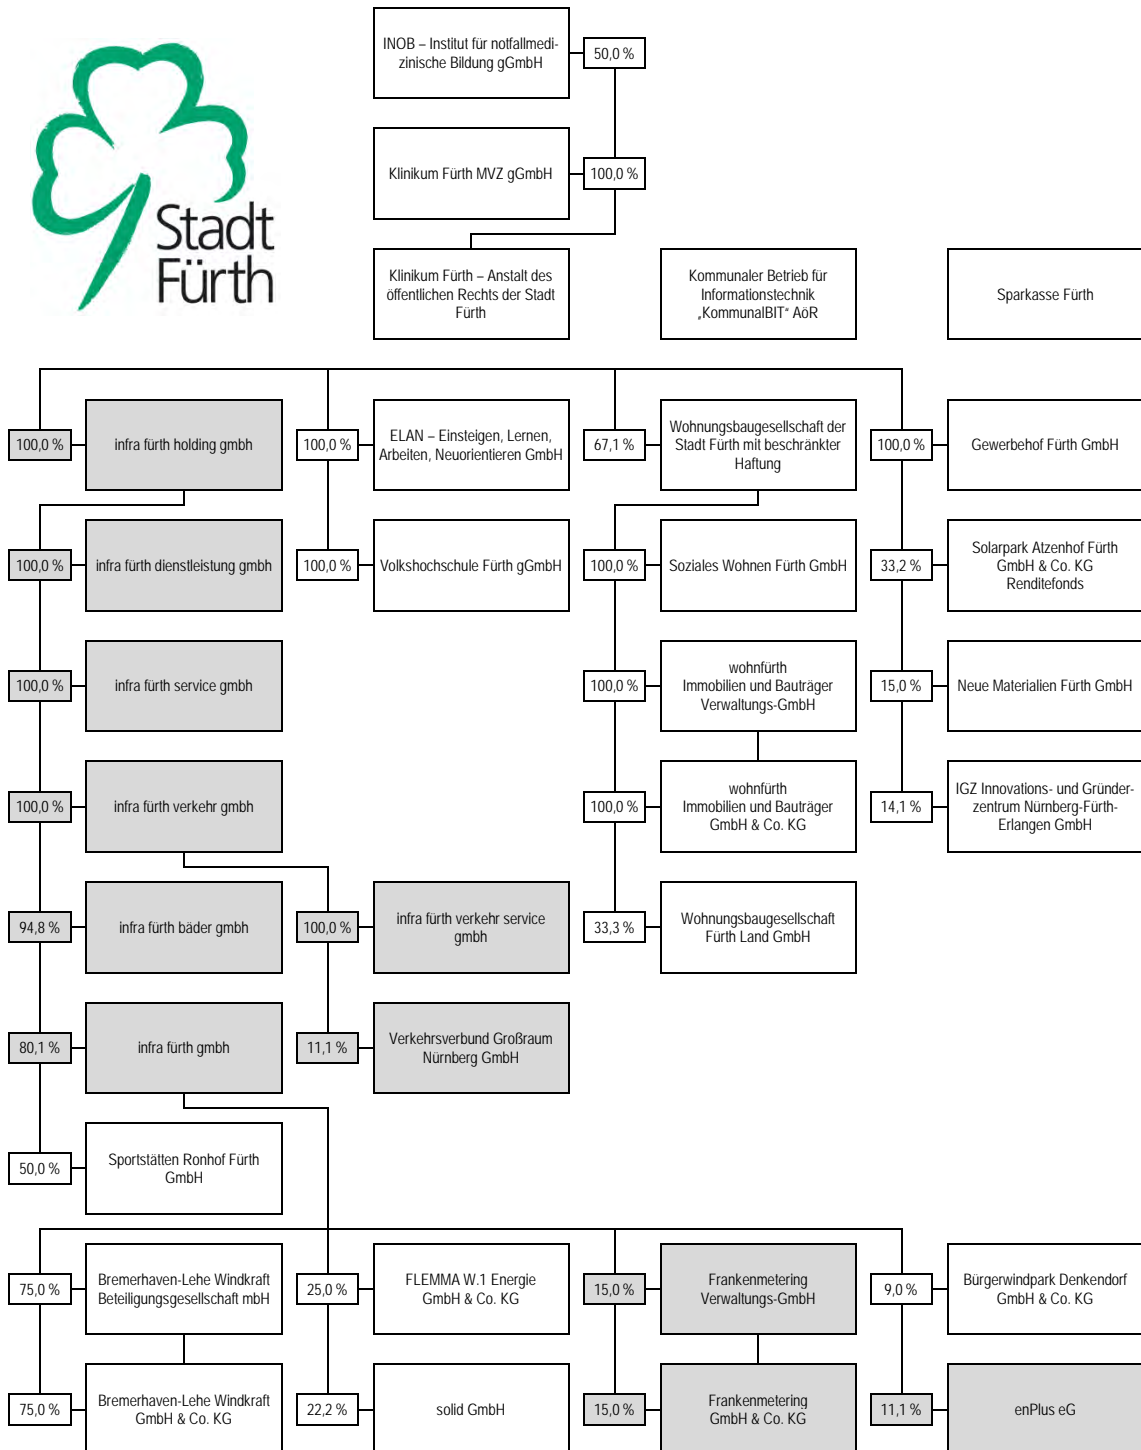 INOB – Institut für notfallmedi-
zinische Bildung gGmbH
50,0 %
Klinikum Fürth MVZ gGmbH
100,0 %
Stadt
Fürth
Klinikum Fürth – Anstalt des
öffentlichen Rechts der Stadt
Fürth
Kommunaler Betrieb für
Informationstechnik
„KommunalBIT“ AöR
Sparkasse Fürth
100,0 %
infra fürth holding gmbh
100,0 %
ELAN – Einsteigen, Lernen,
Arbeiten, Neuorientieren GmbH
67,1 %
Wohnungsbaugesellschaft der
Stadt Fürth mit beschränkter
Haftung
100,0 %
Gewerbehof Fürth GmbH
100,0 %
infra fürth dienstleistung gmbh
100,0 %
Volkshochschule Fürth gGmbH
100,0 %
Soziales Wohnen Fürth GmbH
33,2 %
Solarpark Atzenhof Fürth
GmbH & Co. KG
Renditefonds
100,0 %
infra fürth service gmbh
100,0 %
wohnfürth
Immobilien und Bauträger
Verwaltungs-GmbH
15,0 %
Neue Materialien Fürth GmbH
100,0 %
infra fürth verkehr gmbh
100,0 %
wohnfürth
Immobilien und Bauträger
GmbH & Co. KG
14,1 %
IGZ Innovations- und Gründer-
zentrum Nürnberg-Fürth-
Erlangen GmbH
94,8 %
infra fürth bäder gmbh
100,0 %
infra fürth verkehr service
gmbh
33,3 %
Wohnungsbaugesellschaft
Fürth Land GmbH
80,1 %
infra fürth gmbh
11,1 %
Verkehrsverbund Großraum
Nürnberg GmbH
50,0 %
Sportstätten Ronhof Fürth
GmbH
75,0 %
Bremerhaven-Lehe Windkraft
Beteiligungsgesellschaft mbH
25,0 %
FLEMMA W.1 Energie
GmbH & Co. KG
15,0 %
Frankenmetering
Verwaltungs-GmbH
9,0 %
Bürgerwindpark Denkendorf
GmbH & Co. KG
75,0 %
Bremerhaven-Lehe Windkraft
GmbH & Co. KG
22,2 %
solid GmbH
15,0 %
Frankenmetering
GmbH & Co. KG
11,1 %
enPlus eG